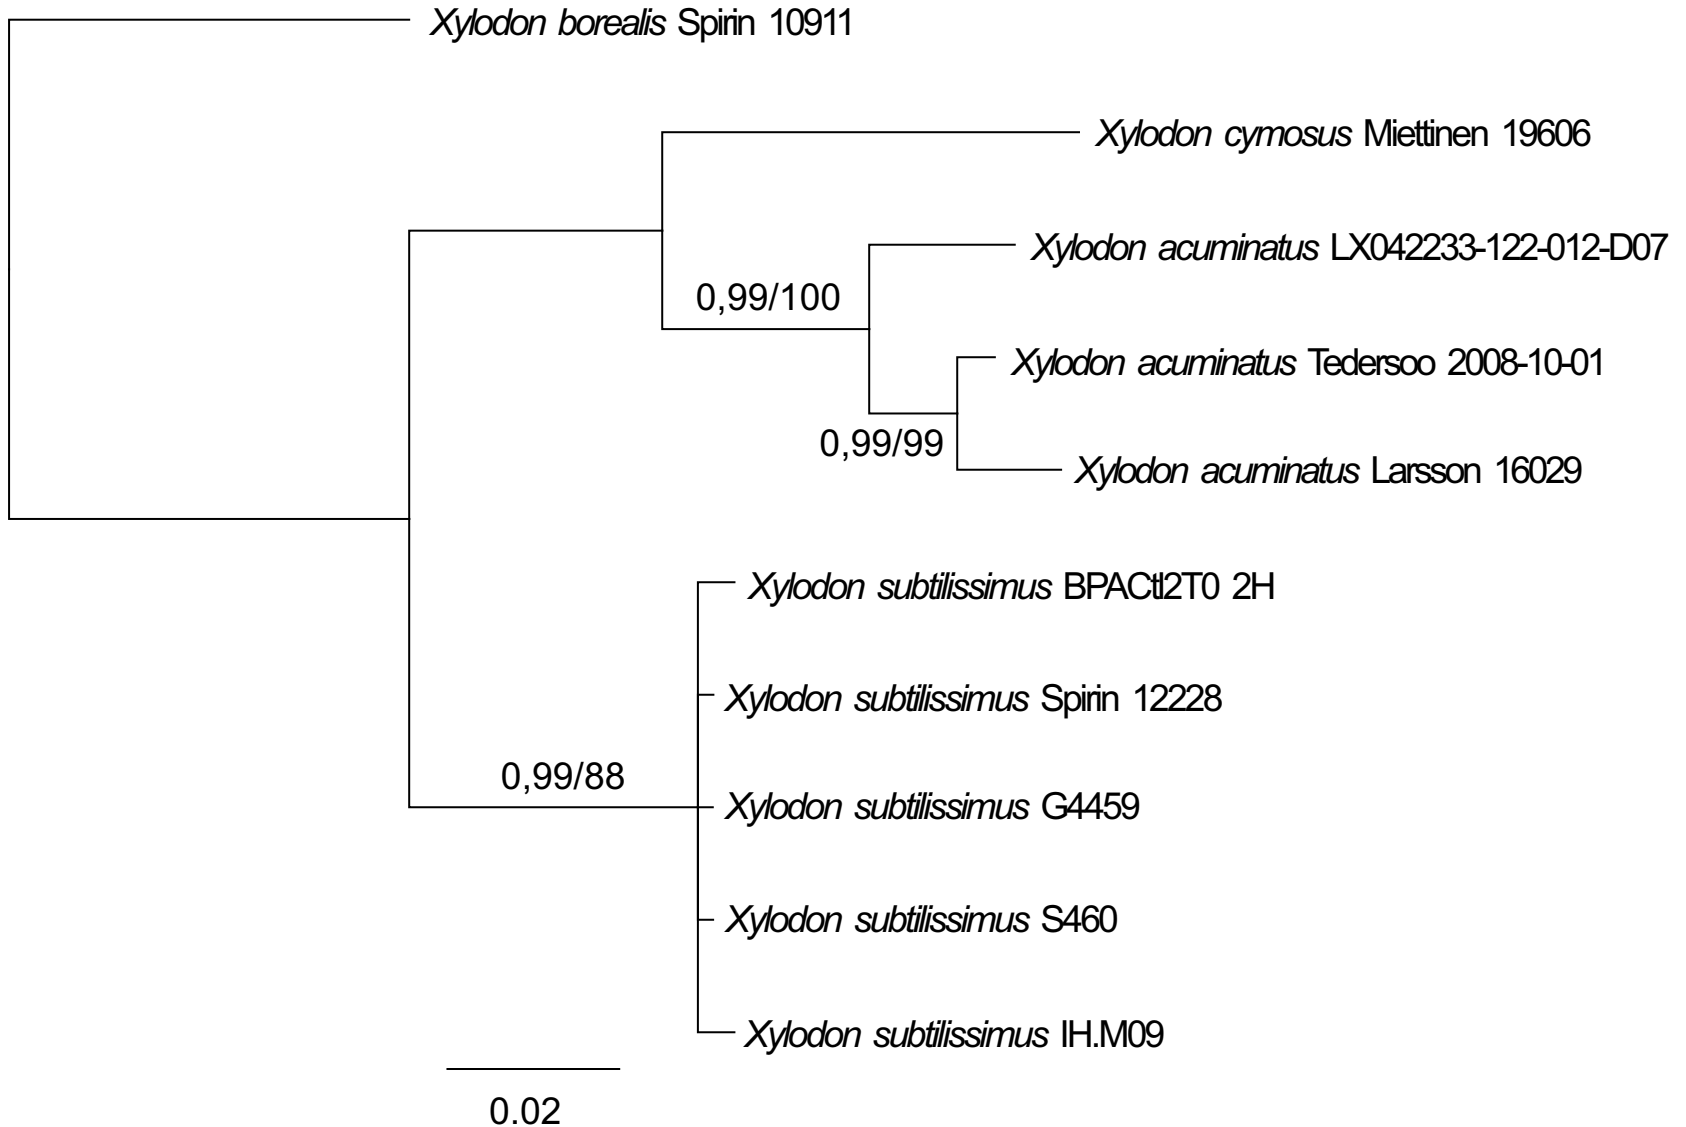 Xylodon borealis Spirin 10911
Xylodon cymosus Miettinen 19606
Xylodon acuminatus LX042233-122-012-D07
0,99/100
Xylodon acuminatus Tedersoo 2008-10-01
0,99/99
Xylodon acuminatus Larsson 16029
Xylodon subtilissimus BPACtl2T0 2H
Xylodon subtilissimus Spirin 12228
0,99/88
Xylodon subtilissimus G4459
Xylodon subtilissimus S460
Xylodon subtilissimus IH.M09
0.02